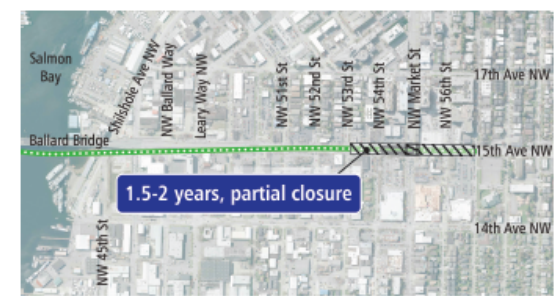 Salmon
Bay
Shilshole Ave NW
NW Ballard Way
Leary Way NW
NW 51st St
NW 52nd St
NW 53rd St
NW 54th St
NW Market St
NW 56th St
17th Ave NW
Ballard Bridge
15th Ave NW
1.5-2 years, partial closure
NW 45th St
14th Ave NW